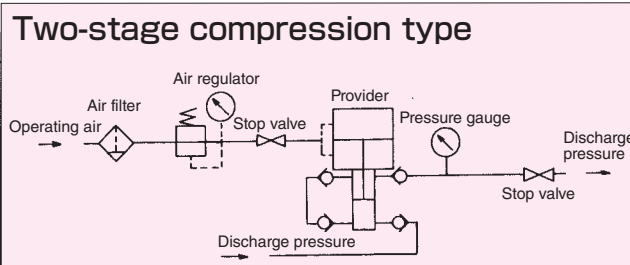 Two-stage compression type
Air regulator
Provider
Air filter
Pressure gauge
Operating air
Stop valve
Discharge
pressure
Stop valve
Discharge pressure